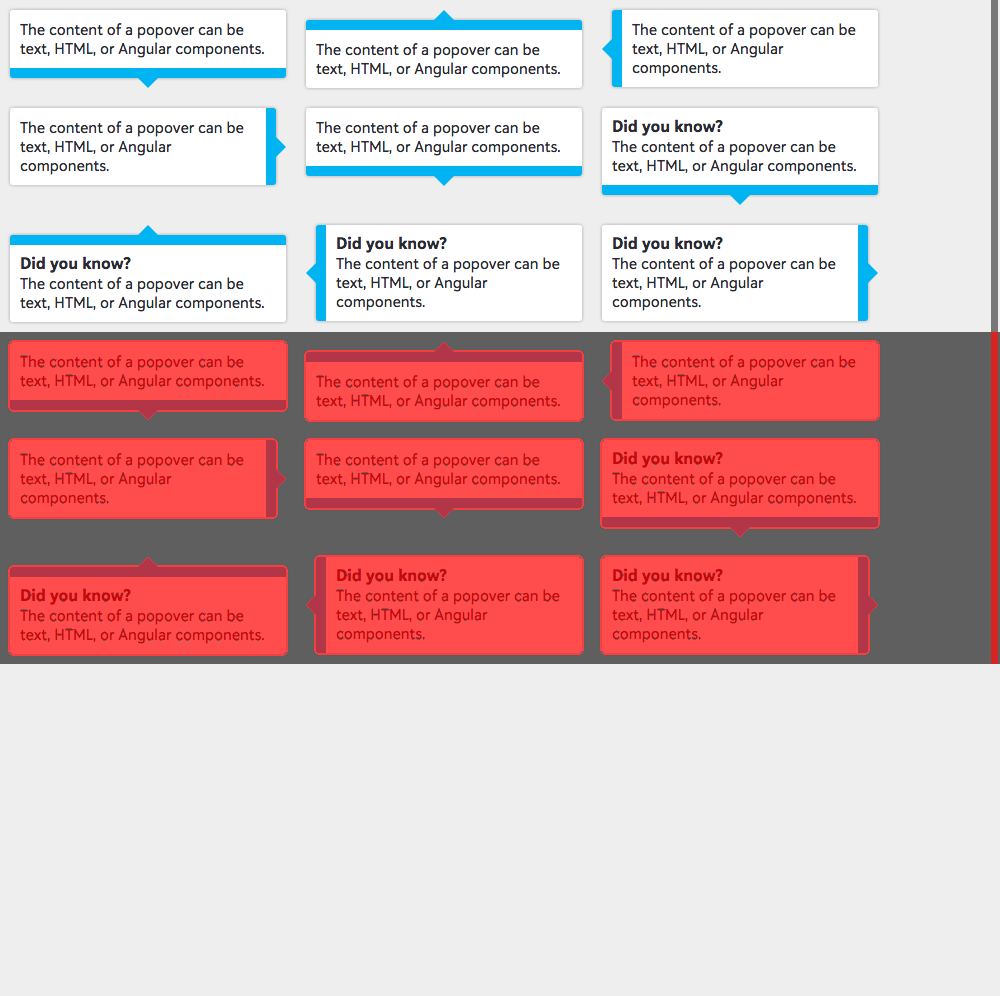 The content of a popover can be
text, HTML, or Angular components.
The content of a popover can be
text, HTML, or Angular components.
The content of a popover can be
text, HTML, or Angular
components.
The content of a popover can be
text, HTML, or Angular
components.
The content of a popover can be
text, HTML, or Angular components.
Did you know?
The content of a popover can be
text, HTML, or Angular components.
Did you know?
The content of a popover can be
text, HTML, or Angular components.
Did you know?
The content of a popover can be
text, HTML, or Angular
components.
Did you know?
The content of a popover can be
text, HTML, or Angular
components.
The content of a popover can be
text, HTML, or Angular components.
The content of a popover can be
text, HTML, or Angular components.
The content of a popover can be
text, HTML, or Angular
components.
The content of a popover can be
text, HTML, or Angular
components.
The content of a popover can be
text, HTML, or Angular components.
Did you know?
The content of a popover can be
text, HTML, or Angular components.
Did you know?
The content of a popover can be
text, HTML, or Angular components.
Did you know?
The content of a popover can be
text, HTML, or Angular
components.
Did you know?
The content of a popover can be
text, HTML, or Angular
components.